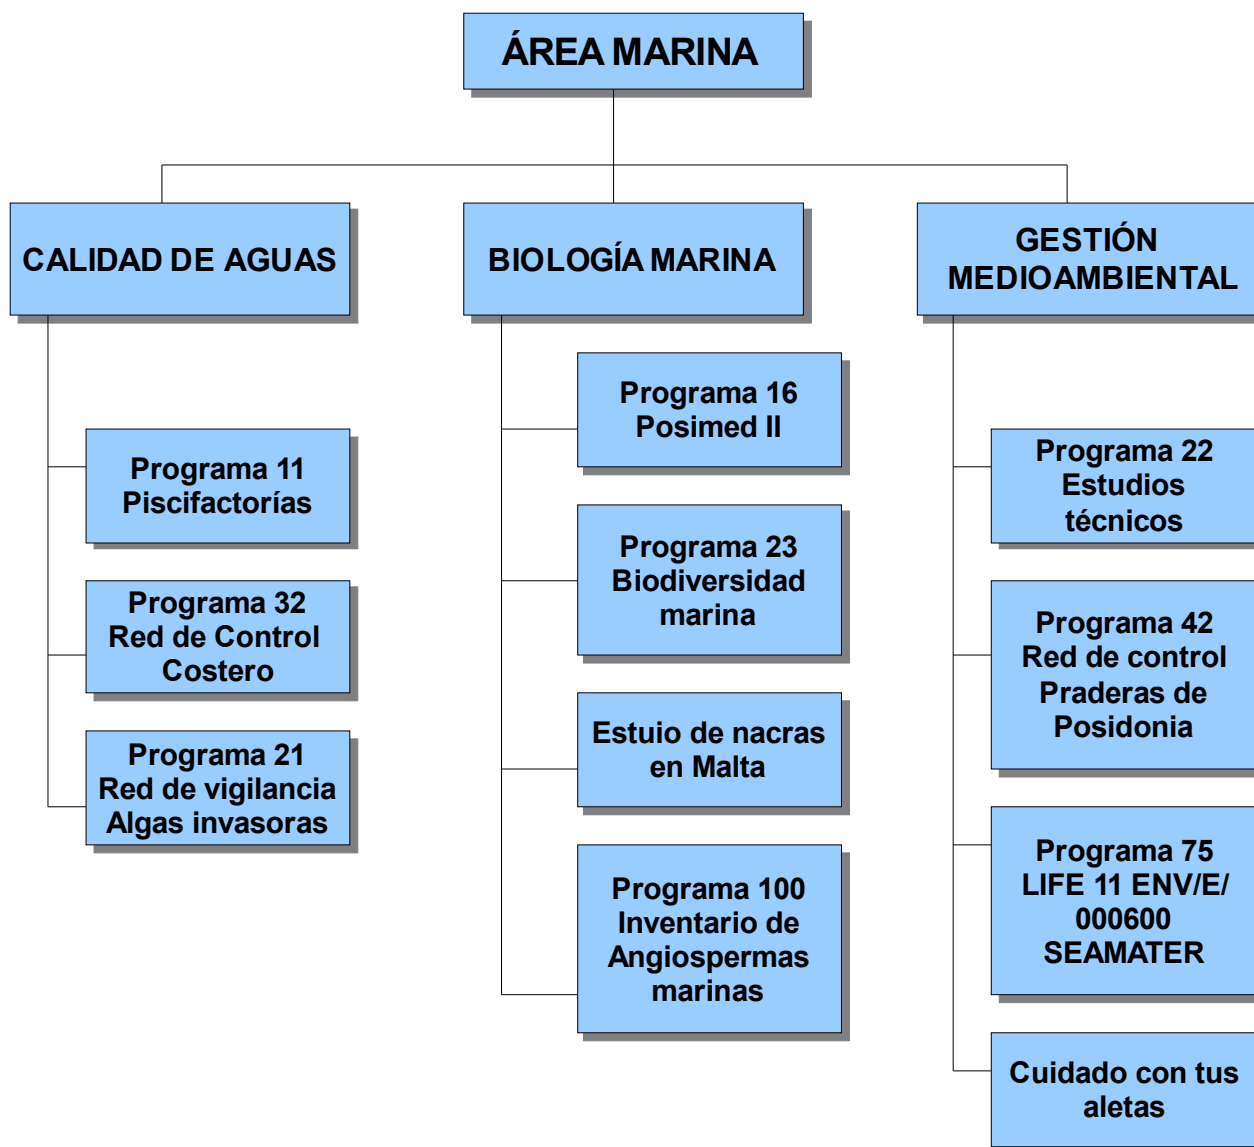 ÁREA MARINA
CALIDAD DE AGUAS
Programa 11
Piscifactorías
Programa 32
Red de Control
Costero
Programa 21
Red de vigilancia
Algas invasoras
BIOLOGÍA MARINA
Programa 16
Posimed II
Programa 23
Biodiversidad
marina
Estuio de nacras
en Malta
Programa 100
Inventario de
Angiospermas
marinas
GESTIÓN
MEDIOAMBIENTAL
Programa 22
Estudios
técnicos
Programa 42
Red de control
Praderas de
Posidonia
Programa 75
LIFE 11 ENV/E/
000600
SEAMATER
Cuidado con tus
aletas